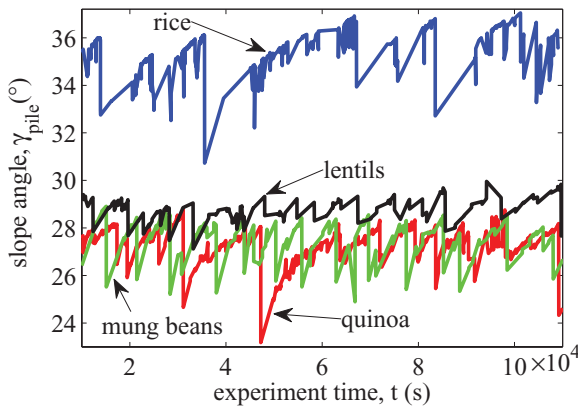 36
rice
34
32
slope angle, γpile(°)
30
lentils
28
26
mung beans
quinoa
24
2
4
6
8
10 ×10⁴
experiment time, t (s)